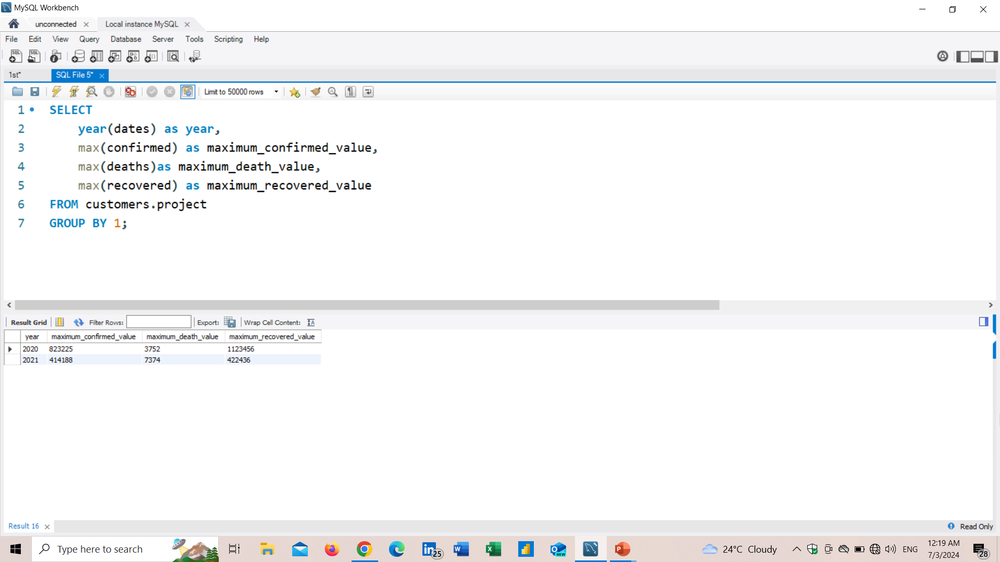 MySQL Workbench
unconnected
Local instance MySQL
File Edit View Query Database Server Tools Scripting Help
1st*
SQL File 5*
Limit to 50000 rows
1 SELECT
2 year(dates) as year,
3 max(confirmed) as maximum_confirmed_value,
4 max(deaths)as maximum_death_value,
5 max(recovered) as maximum_recovered_value
6 FROM customers.project
7 GROUP BY 1;
Result Grid Filter Rows: Export: Wrap Cell Content:
year maximum_confirmed_value maximum_death_value maximum_recovered_value
2020 823225 3752 1123456
2021 414188 7374 422436
Result 16
Read Only
Type here to search
25
NEW
24°C Cloudy
ENG
12:19 AM
7/3/2024
28